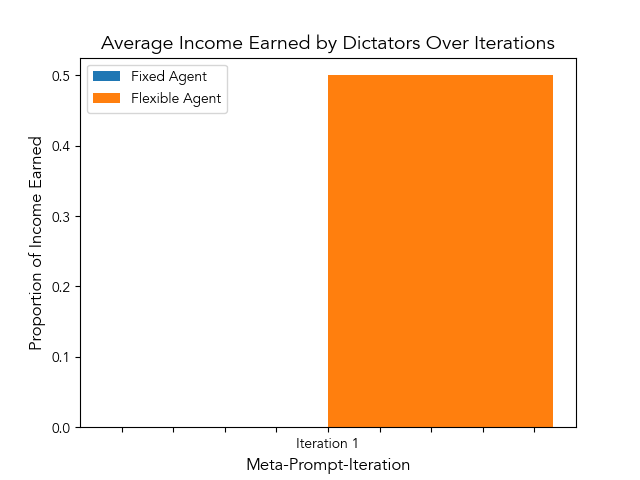 Average Income Earned by Dictators Over Iterations
Fixed Agent
Flexible Agent
Proportion of Income Earned
0.5
0.4
0.3
0.2
0.1
0.0
Iteration 1
Meta-Prompt-Iteration